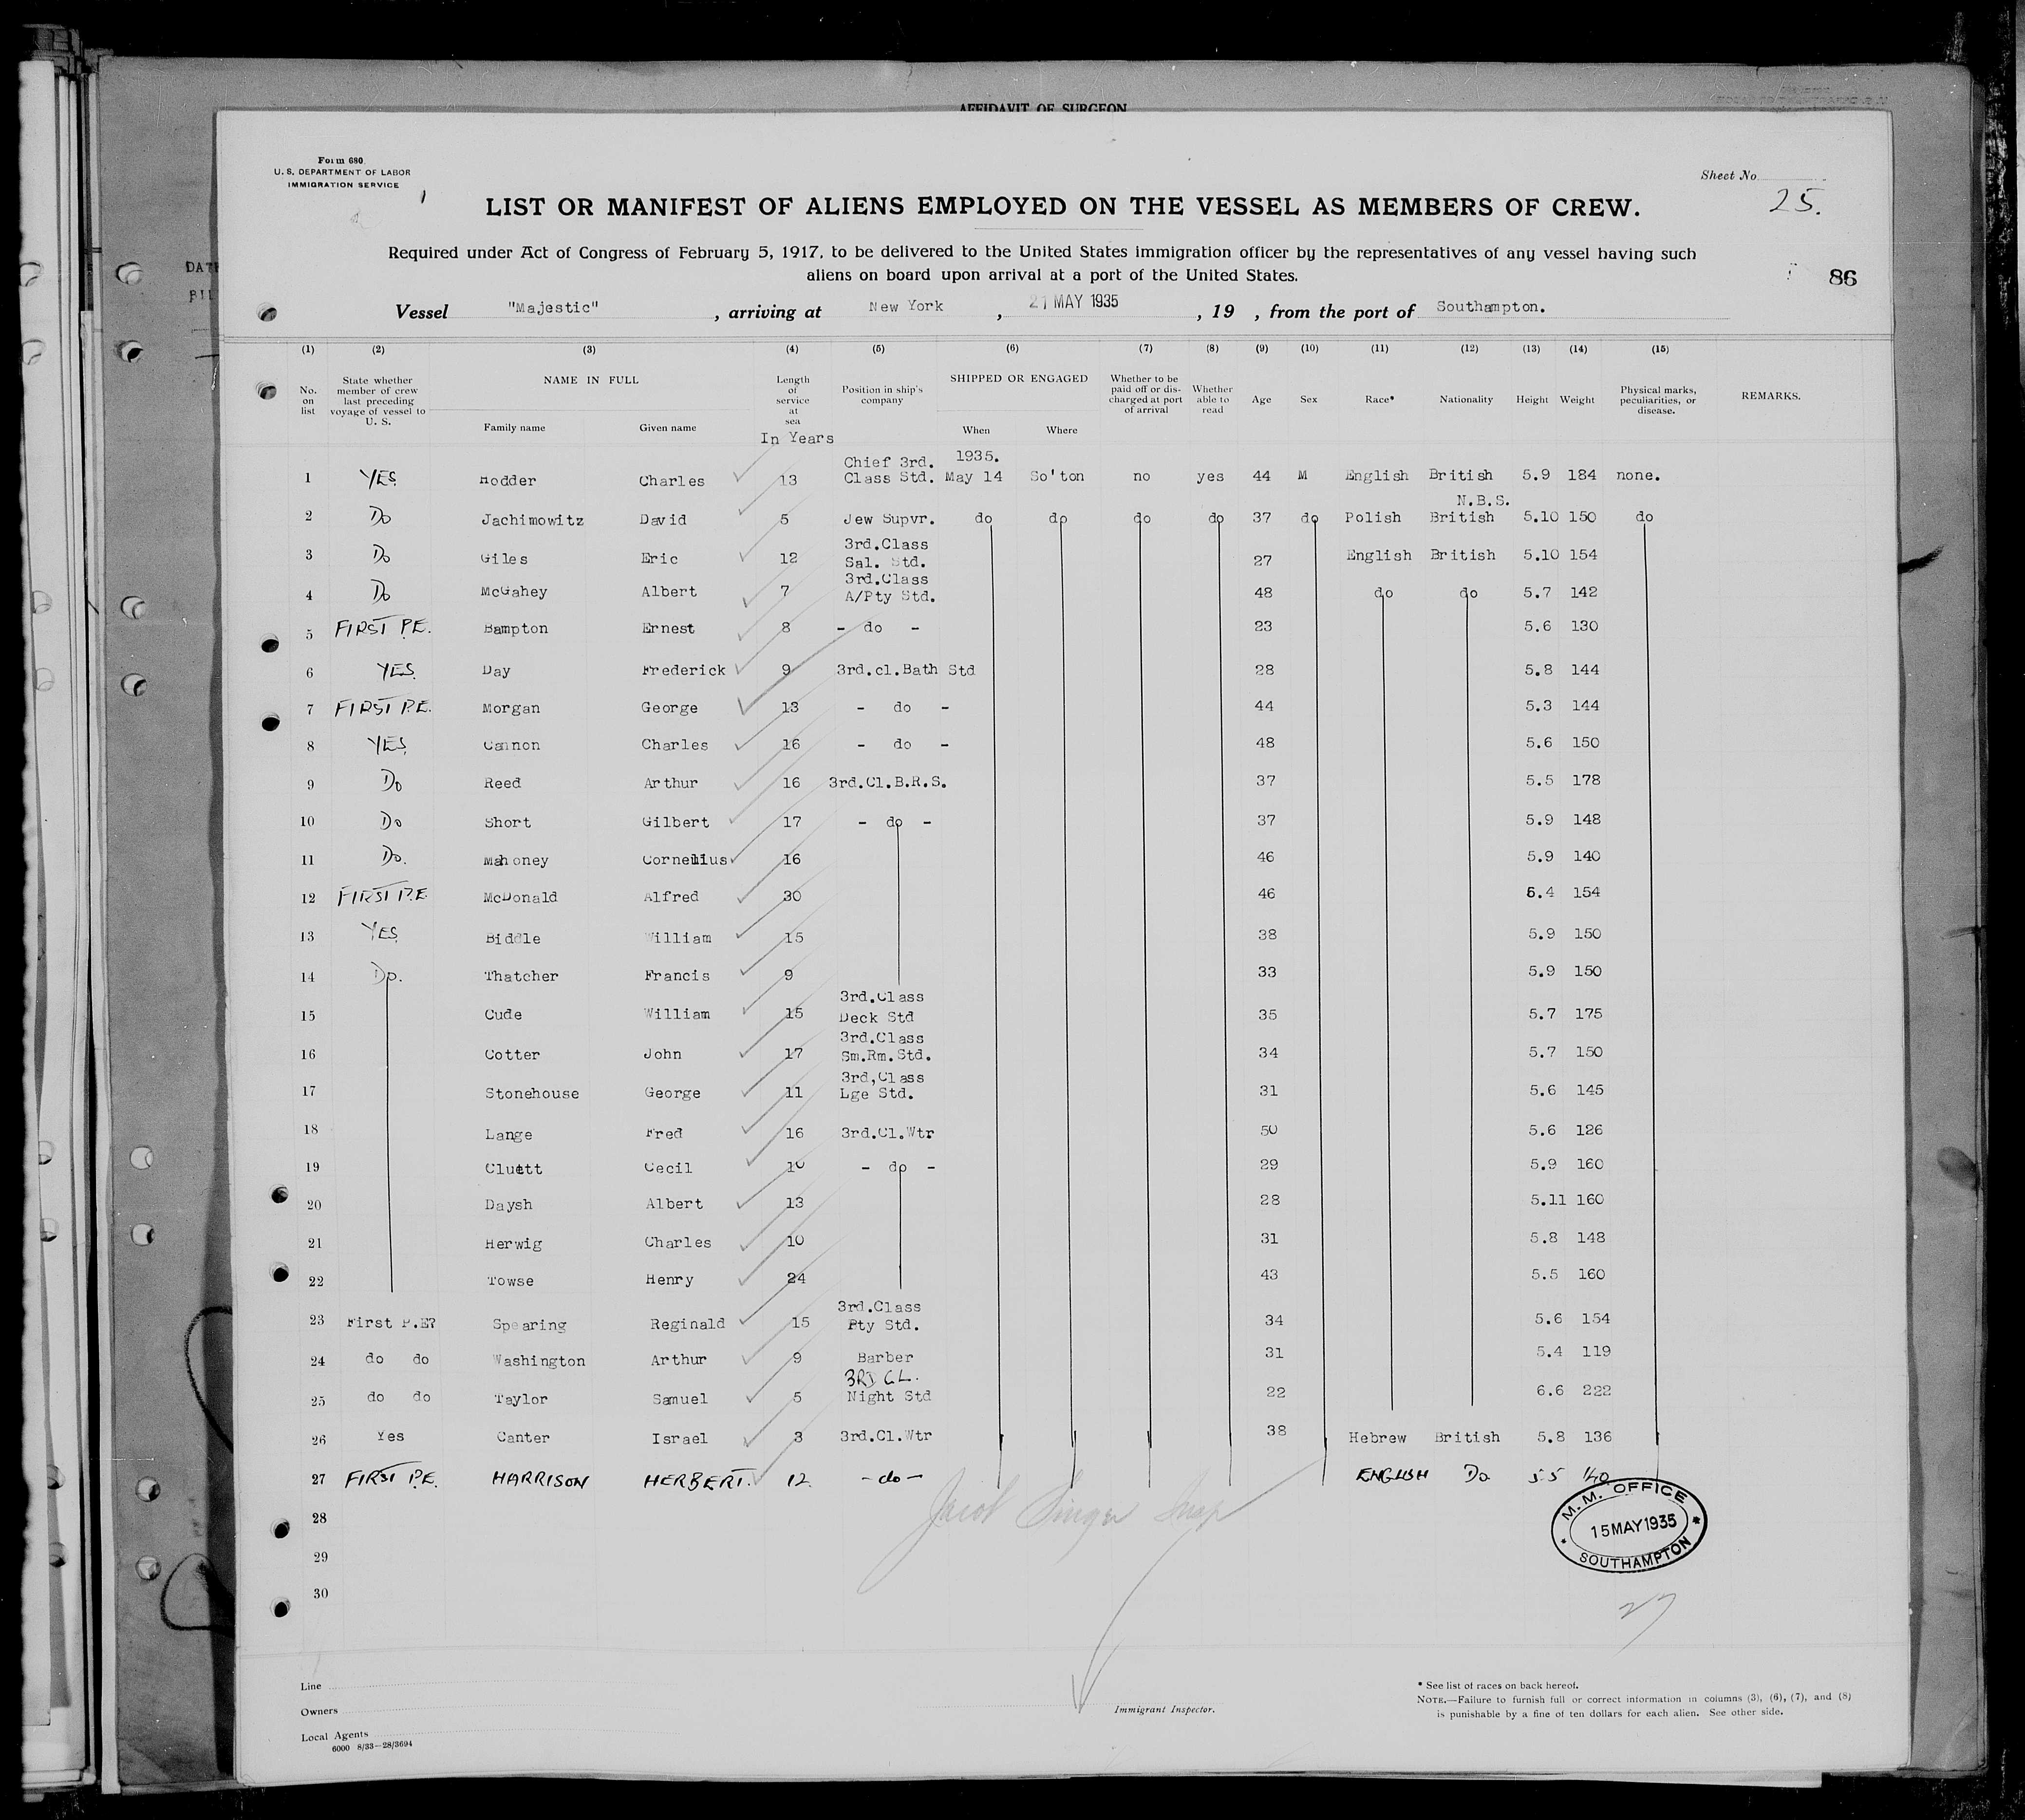 AFFIDAVIT OF SURGEON
Form 680
U. S. DEPARTMENT OF LABOR
IMMIGRATION SERVICE
Sheet No.
25.
LIST OR MANIFEST OF ALIENS EMPLOYED ON THE VESSEL AS MEMBERS OF CREW.
Required under Act of Congress of February 5, 1917, to be delivered to the United States immigration officer by the representatives of any vessel having such
aliens on board upon arrival at a port of the United States.
86
Vessel "Majestic" , arriving at New York , 21 MAY 1935 , 19 , from the port of Southampton.
(1) (2) (3) (4) (5) (6) (7) (8) (9) (10) (11) (12) (13) (14) (15)
No. on list State whether member of crew last preceding voyage of vessel to U. S. NAME IN FULL Family name Given name Length of service at sea In Years Position in ship's company SHIPPED OR ENGAGED When Where Whether to be paid off or discharged at port of arrival Whether able to read Age Sex Race* Nationality Height Weight Physical marks, peculiarities, or disease. REMARKS.
1 YES Hodder Charles 13 Chief 3rd. Class Std. 1935. May 14 So'ton no yes 44 M English British 5.9 184 none.
2 Do Jachimowitz David 5 Jew Supvr. do do do do 37 do Polish N.B.S. British 5.10 150 do
3 Do Giles Eric 12 3rd.Class Sal. Std. 27 English British 5.10 154
4 Do McGahey Albert 7 3rd.Class A/Pty Std. 48 do do 5.7 142
5 FIRST P.E. Bampton Ernest 8 - do - 23 5.6 130
6 YES Day Frederick 9 3rd.cl.Bath Std 28 5.8 144
7 FIRST P.E. Morgan George 13 - do - 44 5.3 144
8 YES Cannon Charles 16 - do - 48 5.6 150
9 Do Reed Arthur 16 3rd.Cl.B.R.S. 37 5.5 178
10 Do Short Gilbert 17 - do - 37 5.9 148
11 Do. Mahoney Cornelius 16 46 5.9 140
12 FIRST P.E. McDonald Alfred 30 46 5.4 154
13 YES Biddle William 15 38 5.9 150
14 Do. Thatcher Francis 9 33 5.9 150
15 Cude William 15 3rd.Class Deck Std 35 5.7 175
16 Cotter John 17 3rd.Class Sm.Rm.Std. 34 5.7 150
17 Stonehouse George 11 3rd,Class Lge Std. 31 5.6 145
18 Lange Fred 16 3rd.Cl.Wtr 50 5.6 126
19 Cluett Cecil 10 - do - 29 5.9 160
20 Daysh Albert 13 28 5.11 160
21 Herwig Charles 10 31 5.8 148
22 Towse Henry 24 43 5.5 160
23 First P.E? Spearing Reginald 15 3rd.Class Pty Std. 34 5.6 154
24 do do Washington Arthur 9 Barber 31 5.4 119
25 do do Taylor Samuel 5 3RD CL. Night Std 22 6.6 222
26 Yes Canter Israel 3 3rd.Cl.Wtr 38 Hebrew British 5.8 136
27 FIRST P.E. HARRISON HERBERT. 12 - do - ENGLISH Do 5.5 140
28
29
30
Jacob Singer Insp
M. M. OFFICE
15 MAY 1935
SOUTHAMPTON
27
Line
Owners
Local Agents
6000 8/33—28/3694
Immigrant Inspector.
* See list of races on back hereof.
NOTE.—Failure to furnish full or correct information in columns (3), (6), (7), and (8)
is punishable by a fine of ten dollars for each alien. See other side.